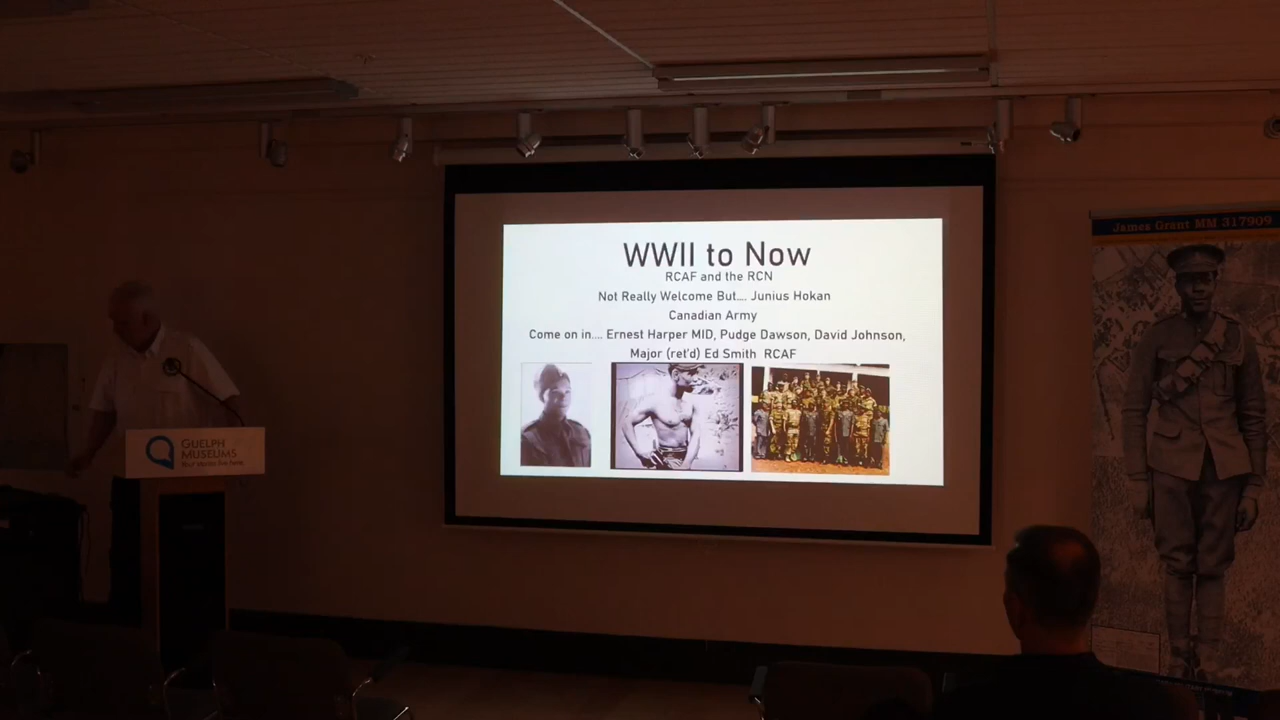 WWII to Now
RCAF and the RCN
Not Really Welcome But.... Junius Hokan
Canadian Army
Come on in.... Ernest Harper MID, Pudge Dawson, David Johnson,
Major (ret'd) Ed Smith RCAF
James Grant MM 317909
GUELPH
MUSEUMS